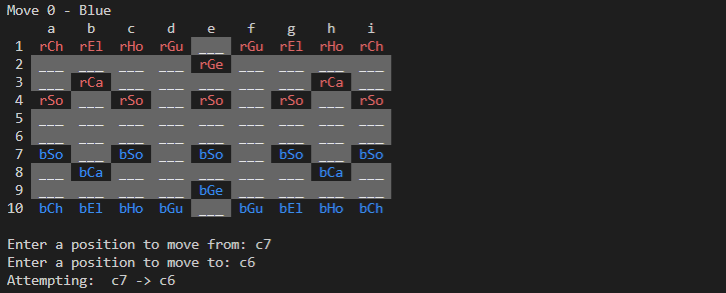 Move 0 - Blue
a b c d e f g h i
1 rCh rEl rHo rGu ___ rGu rEl rHo rCh
2 ___ ___ ___ ___ rGe ___ ___ ___ ___
3 ___ rCa ___ ___ ___ ___ ___ rCa ___
4 rSo ___ rSo ___ rSo ___ rSo ___ rSo
5 ___ ___ ___ ___ ___ ___ ___ ___ ___
6 ___ ___ ___ ___ ___ ___ ___ ___ ___
7 bSo ___ bSo ___ bSo ___ bSo ___ bSo
8 ___ bCa ___ ___ ___ ___ ___ bCa ___
9 ___ ___ ___ ___ bGe ___ ___ ___ ___
10 bCh bEl bHo bGu ___ bGu bEl bHo bCh
Enter a position to move from: c7
Enter a position to move to: c6
Attempting:  c7 -> c6